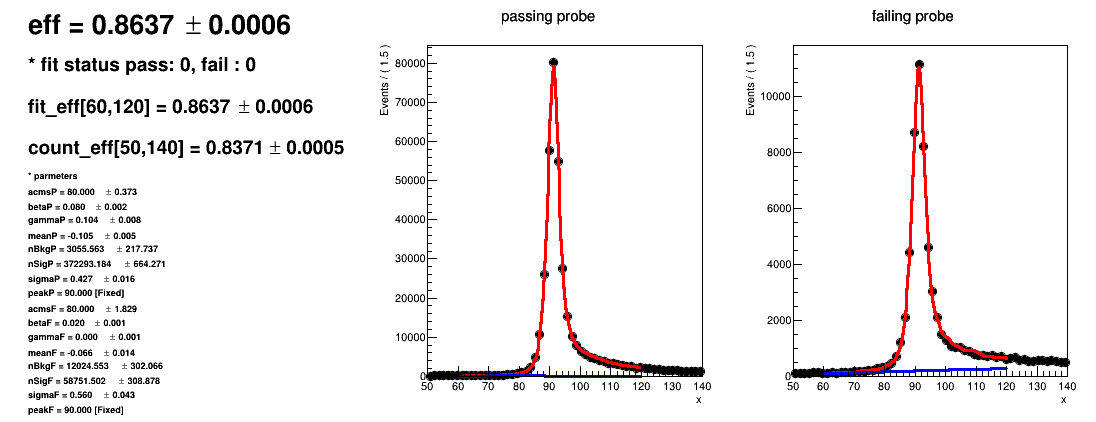 eff = 0.8637 ± 0.0006
* fit status pass: 0, fail : 0
fit_eff[60,120] = 0.8637 ± 0.0006
count_eff[50,140] = 0.8371 ± 0.0005
* parmeters
acmsP = 80.000 ± 0.373
betaP = 0.080 ± 0.002
gammaP = 0.104 ± 0.008
meanP = -0.105 ± 0.005
nBkgP = 3055.563 ± 217.737
nSigP = 372293.184 ± 664.271
sigmaP = 0.427 ± 0.016
peakP = 90.000 [Fixed]
acmsF = 80.000 ± 1.829
betaF = 0.020 ± 0.001
gammaF = 0.000 ± 0.001
meanF = -0.066 ± 0.014
nBkgF = 12024.553 ± 302.066
nSigF = 58751.502 ± 308.878
sigmaF = 0.560 ± 0.043
peakF = 90.000 [Fixed]
passing probe
Events / ( 1.5 )
80000
70000
60000
50000
40000
30000
20000
10000
0
50 60 70 80 90 100 110 120 130 140
x
failing probe
Events / ( 1.5 )
10000
8000
6000
4000
2000
0
50 60 70 80 90 100 110 120 130 140
x